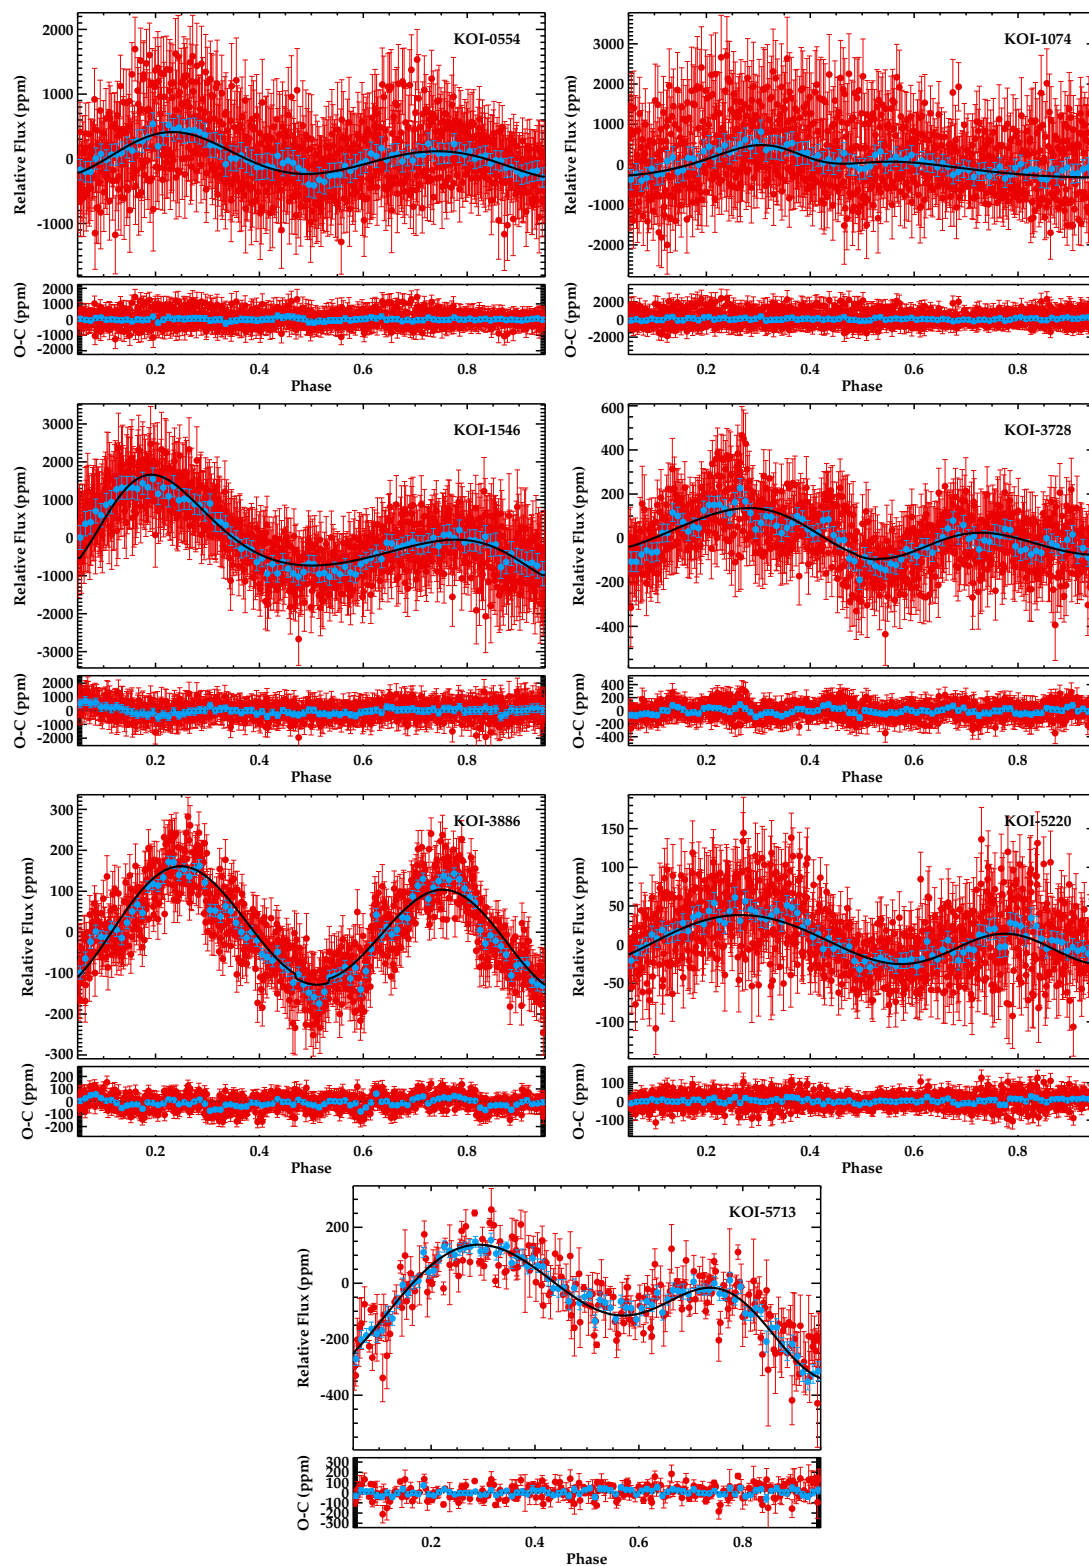 KOI-0554
Relative Flux (ppm)
2000
1000
0
-1000
O-C (ppm)
2000
1000
0
-1000
-2000
0.2 0.4 0.6 0.8
Phase
KOI-1074
Relative Flux (ppm)
3000
2000
1000
0
-1000
-2000
O-C (ppm)
2000
0
-2000
0.2 0.4 0.6 0.8
Phase
KOI-1546
Relative Flux (ppm)
3000
2000
1000
0
-1000
-2000
-3000
O-C (ppm)
2000
1000
0
-1000
-2000
0.2 0.4 0.6 0.8
Phase
KOI-3728
Relative Flux (ppm)
600
400
200
0
-200
-400
O-C (ppm)
400
200
0
-200
-400
0.2 0.4 0.6 0.8
Phase
KOI-3886
Relative Flux (ppm)
300
200
100
0
-100
-200
-300
O-C (ppm)
200
100
0
-100
-200
0.2 0.4 0.6 0.8
Phase
KOI-5220
Relative Flux (ppm)
150
100
50
0
-50
-100
O-C (ppm)
100
0
-100
0.2 0.4 0.6 0.8
Phase
KOI-5713
Relative Flux (ppm)
200
0
-200
-400
O-C (ppm)
300
200
100
0
-100
-200
-300
0.2 0.4 0.6 0.8
Phase